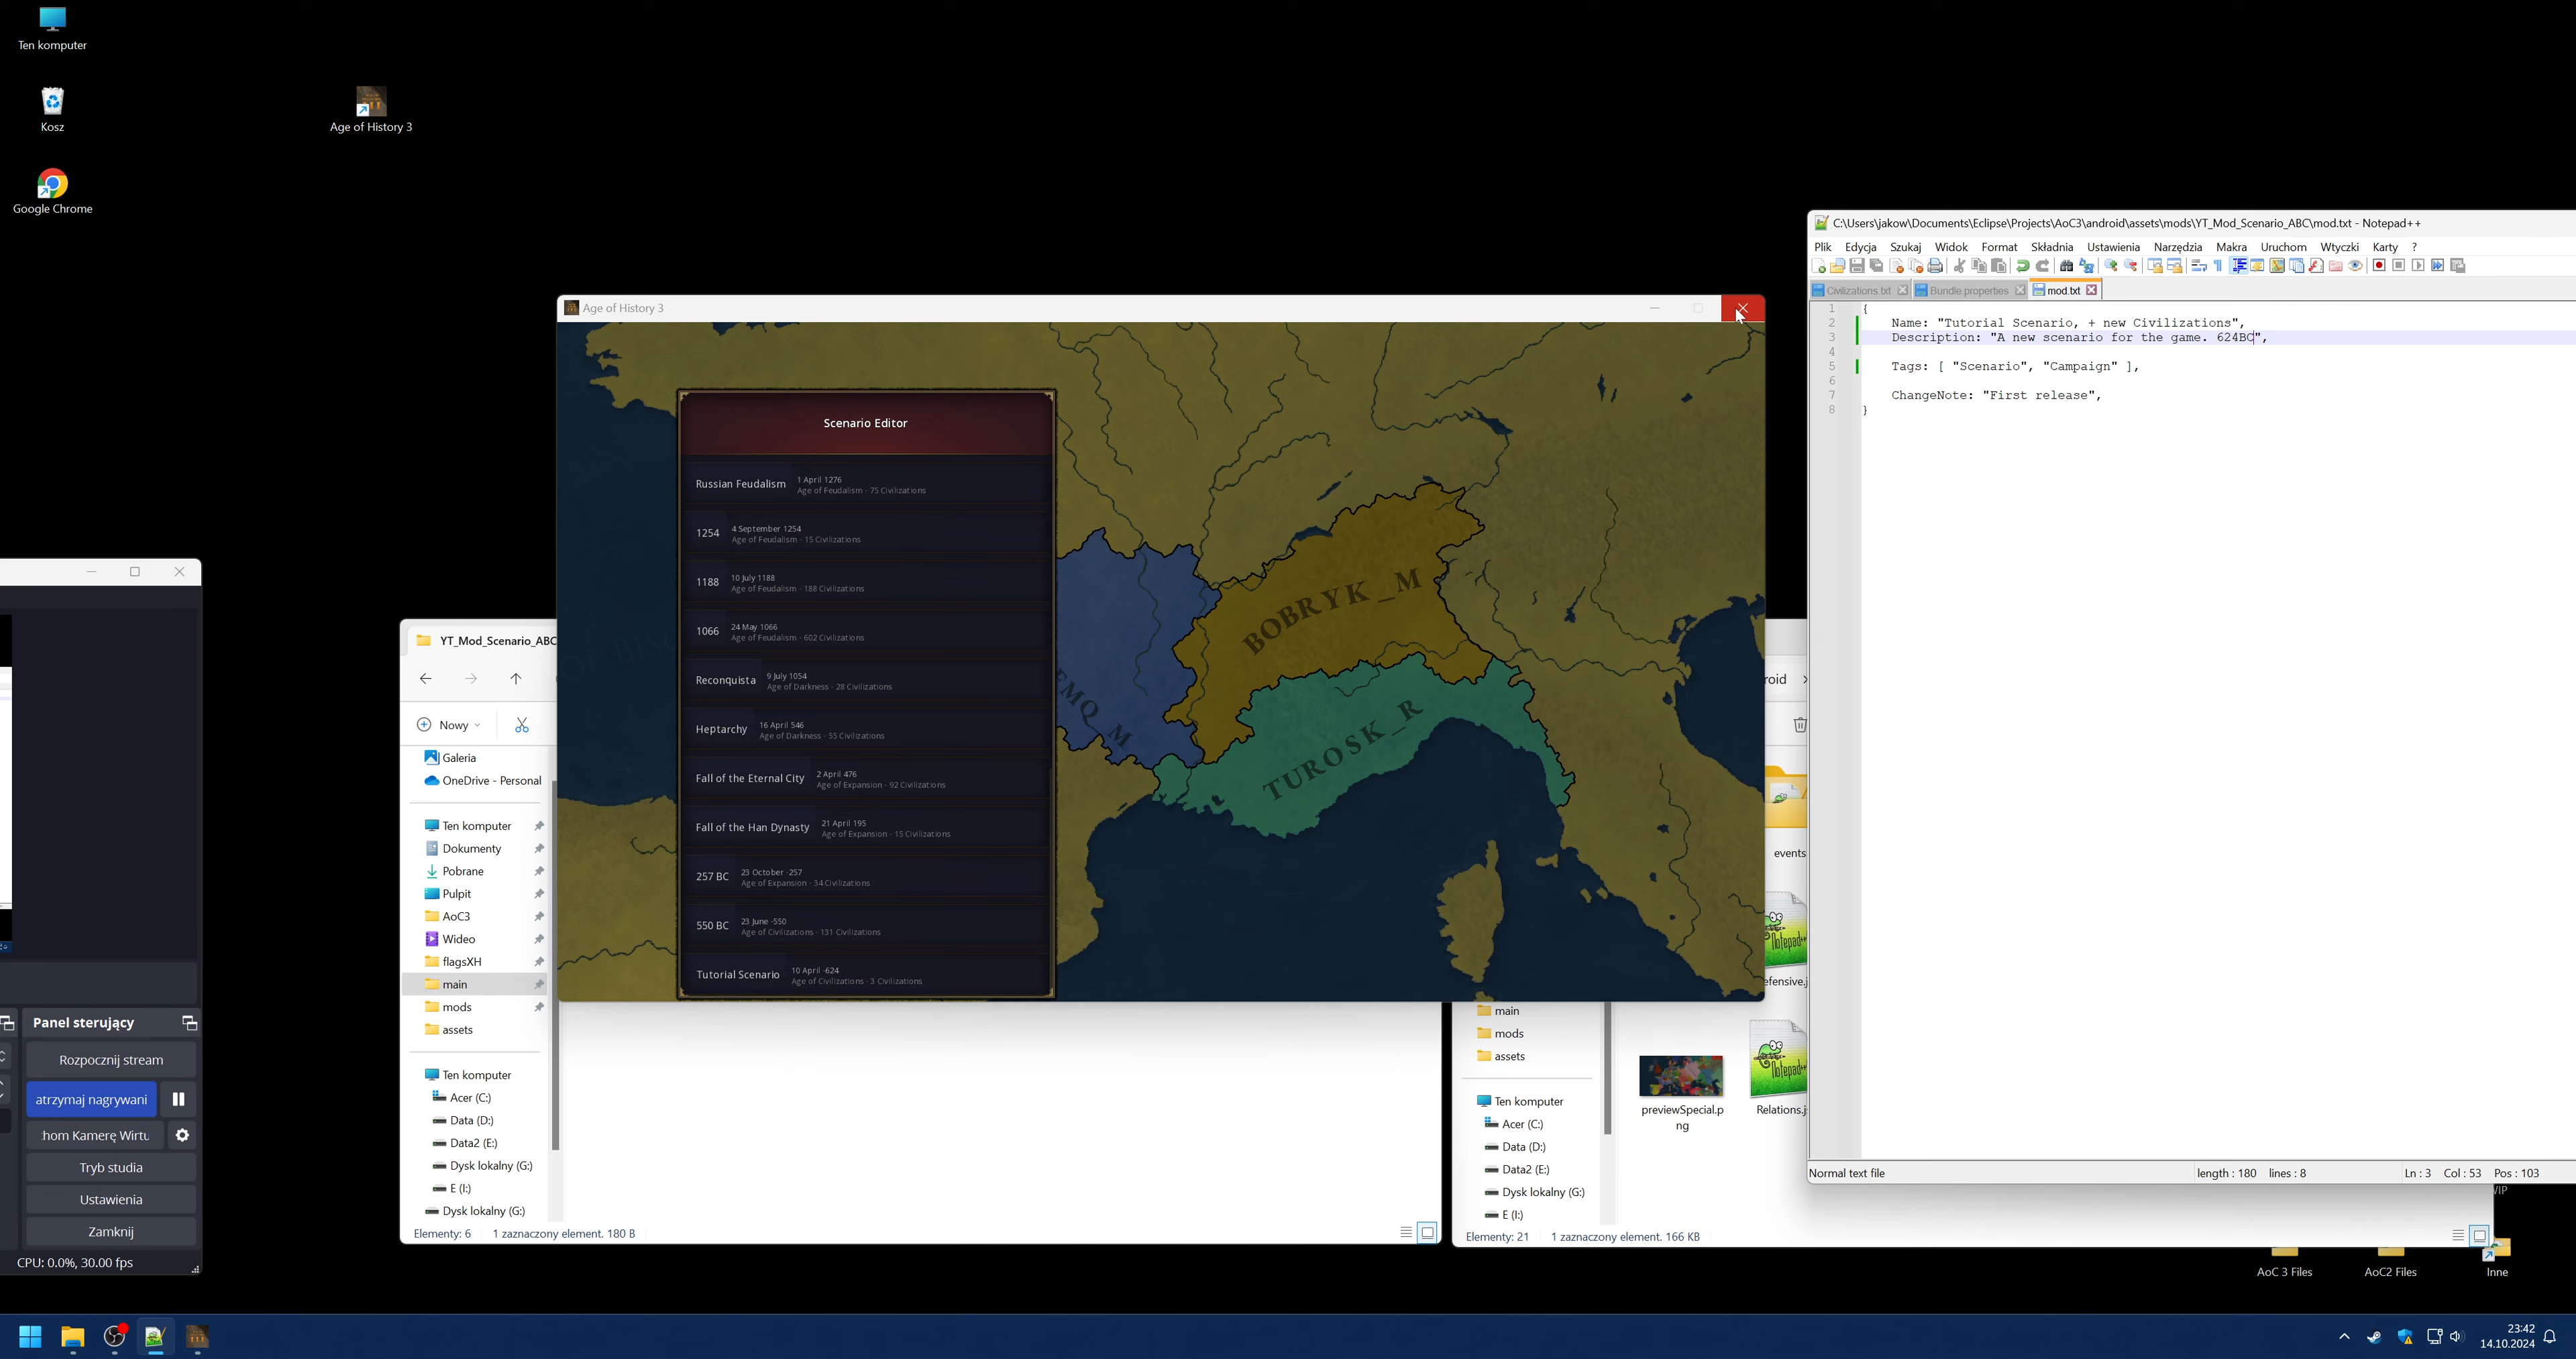 Ten komputer
Kosz
Google Chrome
Age of History 3
Age of History 3
Scenario Editor
Russian Feudalism
1 April 1276
Age of Feudalism - 75 Civilizations
1254
4 September 1254
Age of Feudalism - 15 Civilizations
1188
10 July 1188
Age of Feudalism - 188 Civilizations
1066
24 May 1066
Age of Feudalism - 602 Civilizations
Reconquista
9 July 1054
Age of Darkness - 28 Civilizations
Heptarchy
16 April 546
Age of Darkness - 55 Civilizations
Fall of the Eternal City
2 April 476
Age of Expansion - 92 Civilizations
Fall of the Han Dynasty
21 April 195
Age of Expansion - 15 Civilizations
257 BC
23 October -257
Age of Expansion - 34 Civilizations
550 BC
23 June -550
Age of Civilizations - 131 Civilizations
Tutorial Scenario
10 April -624
Age of Civilizations - 3 Civilizations
BOBRYK_M
TUROSK_R
EMQ_M
YT_Mod_Scenario_ABC
Nowy
Galeria
OneDrive - Personal
Ten komputer
Dokumenty
Pobrane
Pulpit
AoC3
Wideo
flagsXH
main
mods
assets
Ten komputer
Acer (C:)
Data (D:)
Data2 (E:)
Dysk lokalny (G:)
E (I:)
Dysk lokalny (G:)
Elementy: 6
1 zaznaczony element. 180 B
Panel sterujący
Rozpocznij stream
atrzymaj nagrywani
Tryb studia
Ustawienia
Zamknij
CPU: 0.0%, 30.00 fps
roid
events
efensive.j
main
mods
assets
Ten komputer
Acer (C:)
Data (D:)
Data2 (E:)
Dysk lokalny (G:)
E (I:)
previewSpecial.p
ng
Relations.js
Elementy: 21
1 zaznaczony element. 166 KB
C:\Users\jakow\Documents\Eclipse\Projects\AoC3\android\assets\mods\YT_Mod_Scenario_ABC\mod.txt - Notepad++
Plik Edycja Szukaj Widok Format Składnia Ustawienia Narzędzia Makra Uruchom Wtyczki Karty ?
Civilizations.txt
Bundle.properties
mod.txt
1 {
2 Name: "Tutorial Scenario, + new Civilizations",
3 Description: "A new scenario for the game. 624BC",
4
5 Tags: [ "Scenario", "Campaign" ],
6
7 ChangeNote: "First release",
8 }
Normal text file
length : 180 lines : 8
Ln : 3 Col : 53 Pos : 103
AoC 3 Files
AoC2 Files
Inne
23:42
14.10.2024